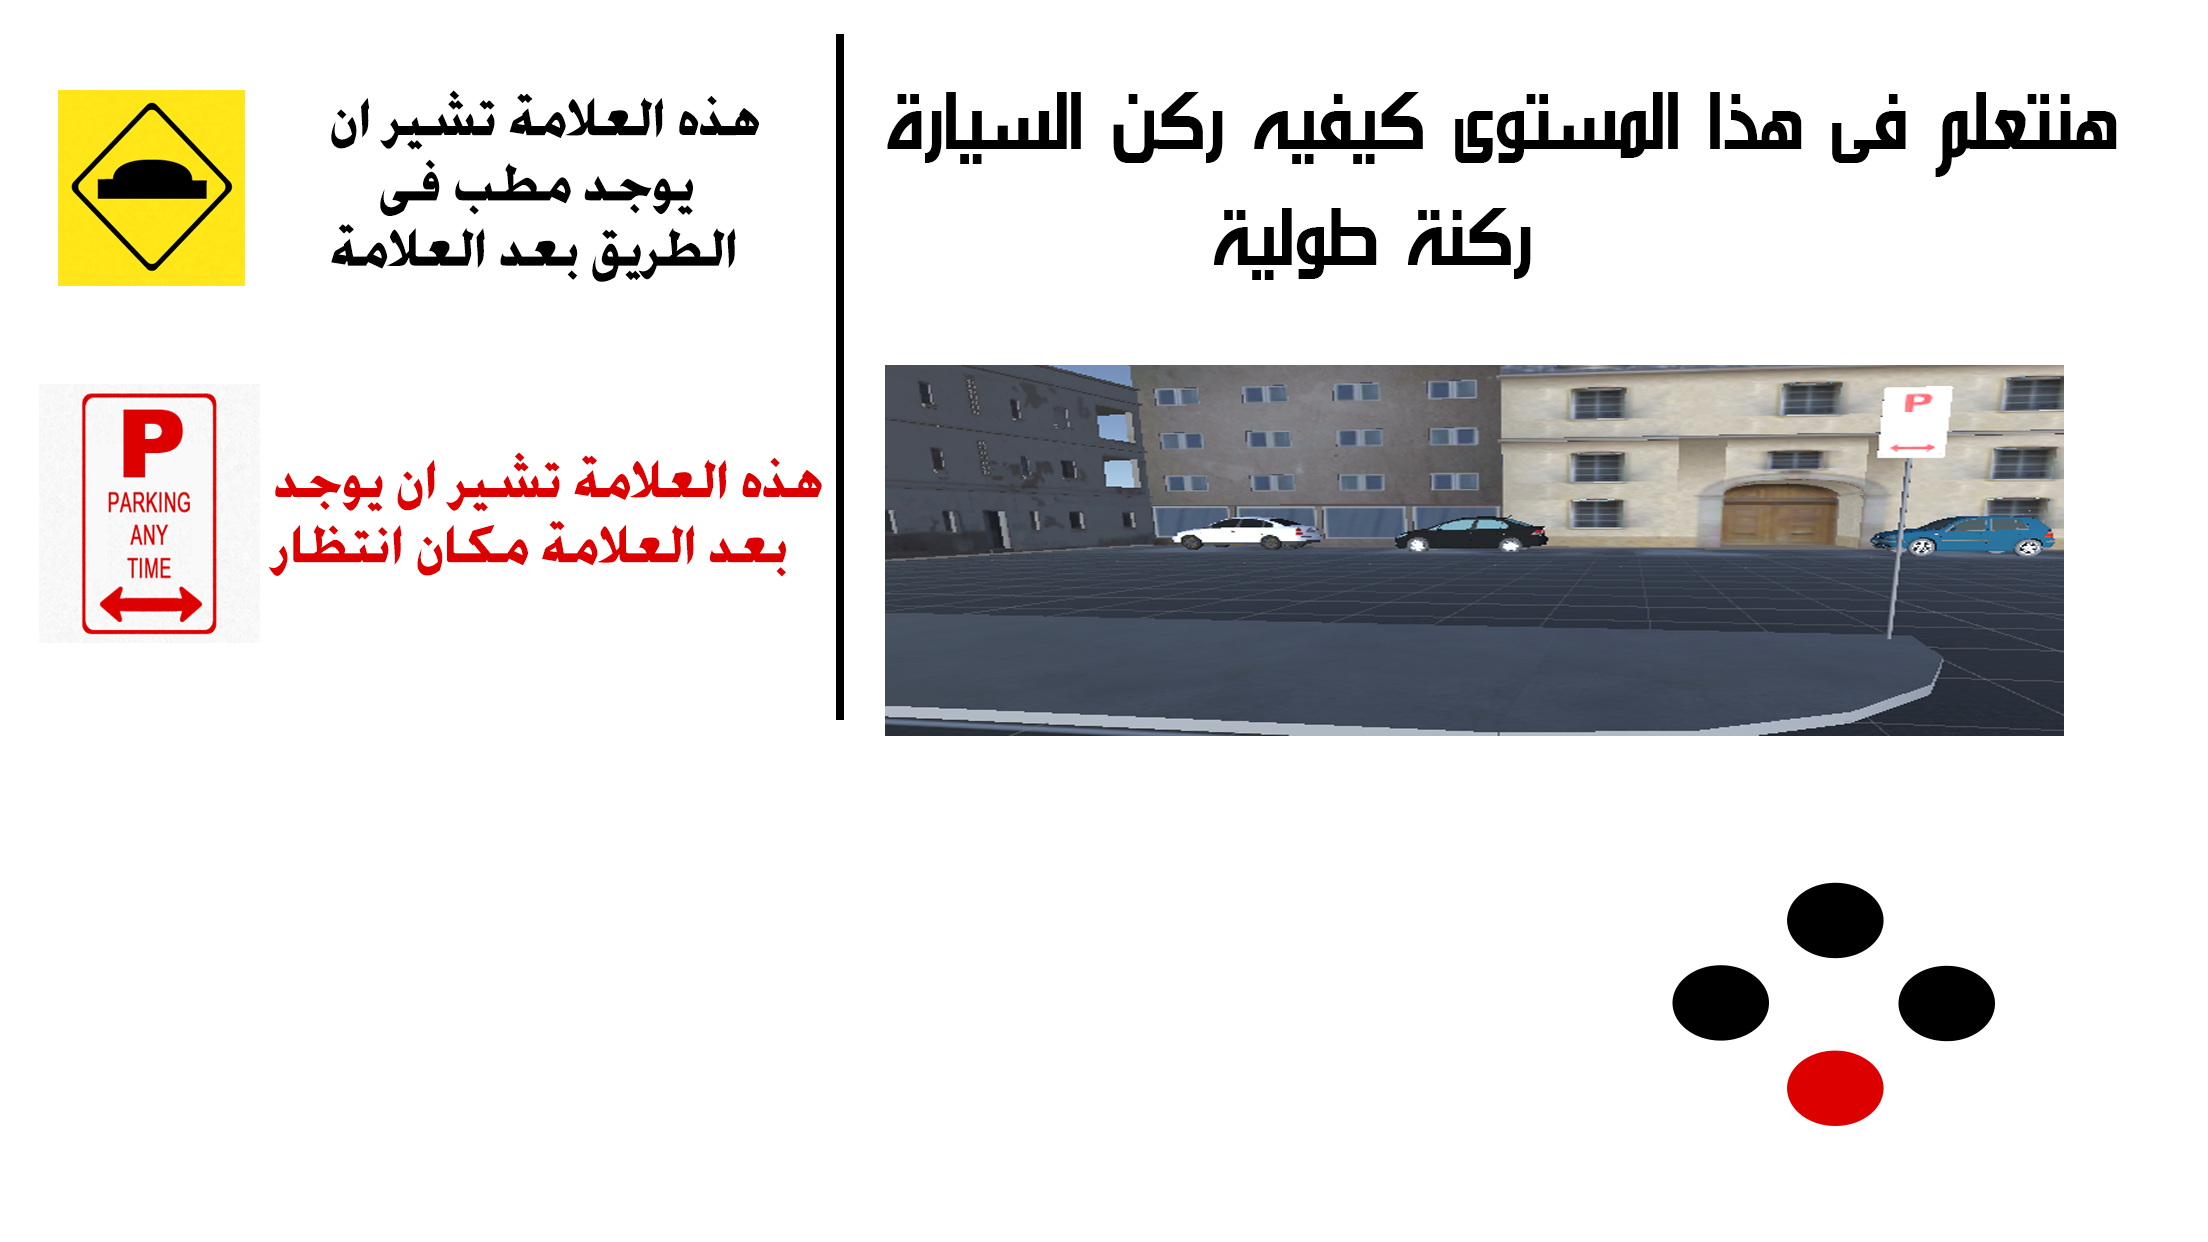 هنتعلم فى هذا المستوى كيفيه ركن السيارة
ركنة طولية
هذه العلامة تشير ان
يوجد مطب فى
الطريق بعد العلامة
P
PARKING
ANY
TIME
هذه العلامة تشير ان يوجد
بعد العلامة مكان انتظار
P